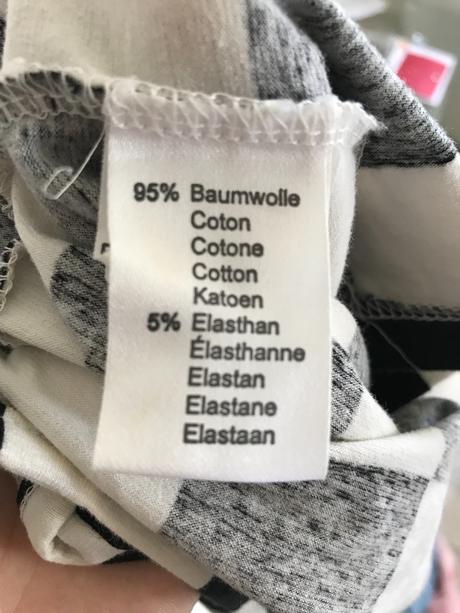 95% Baumwolle
Coton
Cotone
Cotton
Katoen
5% Elasthan
Élasthanne
Elastan
Elastane
Elastaan